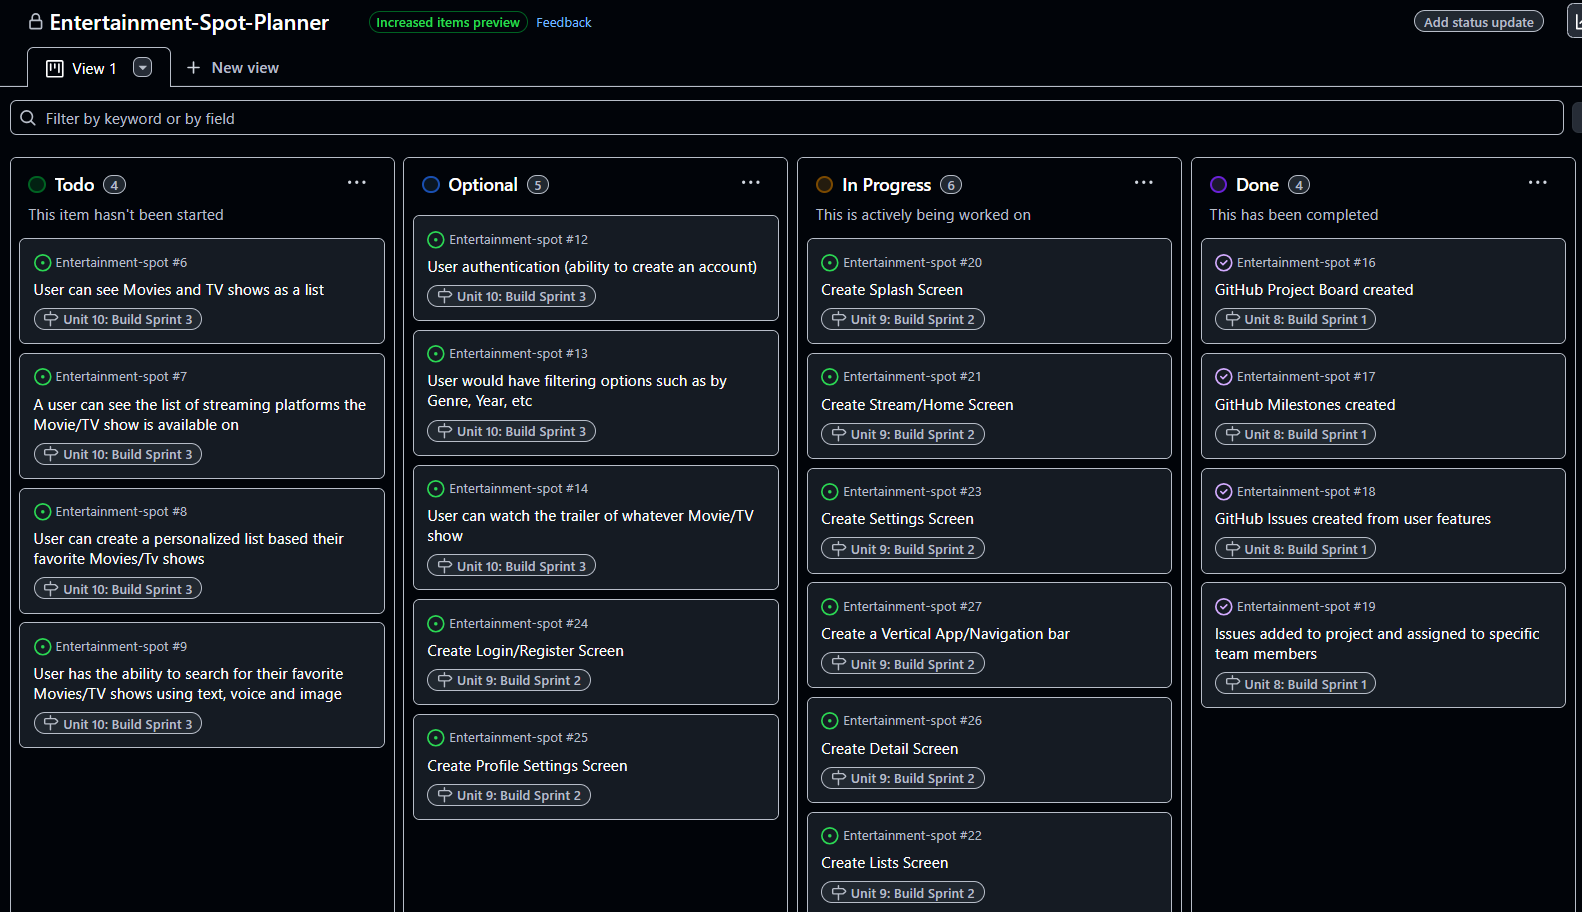 Entertainment-Spot-Planner
Increased items preview
Feedback
Add status update
View 1
New view
Filter by keyword or by field
Todo 4
This item hasn't been started
Entertainment-spot #6
User can see Movies and TV shows as a list
Unit 10: Build Sprint 3
Entertainment-spot #7
A user can see the list of streaming platforms the
Movie/TV show is available on
Unit 10: Build Sprint 3
Entertainment-spot #8
User can create a personalized list based their
favorite Movies/Tv shows
Unit 10: Build Sprint 3
Entertainment-spot #9
User has the ability to search for their favorite
Movies/TV shows using text, voice and image
Unit 10: Build Sprint 3
Optional 5
Entertainment-spot #12
User authentication (ability to create an account)
Unit 10: Build Sprint 3
Entertainment-spot #13
User would have filtering options such as by
Genre, Year, etc
Unit 10: Build Sprint 3
Entertainment-spot #14
User can watch the trailer of whatever Movie/TV
show
Unit 10: Build Sprint 3
Entertainment-spot #24
Create Login/Register Screen
Unit 9: Build Sprint 2
Entertainment-spot #25
Create Profile Settings Screen
Unit 9: Build Sprint 2
In Progress 6
This is actively being worked on
Entertainment-spot #20
Create Splash Screen
Unit 9: Build Sprint 2
Entertainment-spot #21
Create Stream/Home Screen
Unit 9: Build Sprint 2
Entertainment-spot #23
Create Settings Screen
Unit 9: Build Sprint 2
Entertainment-spot #27
Create a Vertical App/Navigation bar
Unit 9: Build Sprint 2
Entertainment-spot #26
Create Detail Screen
Unit 9: Build Sprint 2
Entertainment-spot #22
Create Lists Screen
Unit 9: Build Sprint 2
Done 4
This has been completed
Entertainment-spot #16
GitHub Project Board created
Unit 8: Build Sprint 1
Entertainment-spot #17
GitHub Milestones created
Unit 8: Build Sprint 1
Entertainment-spot #18
GitHub Issues created from user features
Unit 8: Build Sprint 1
Entertainment-spot #19
Issues added to project and assigned to specific
team members
Unit 8: Build Sprint 1